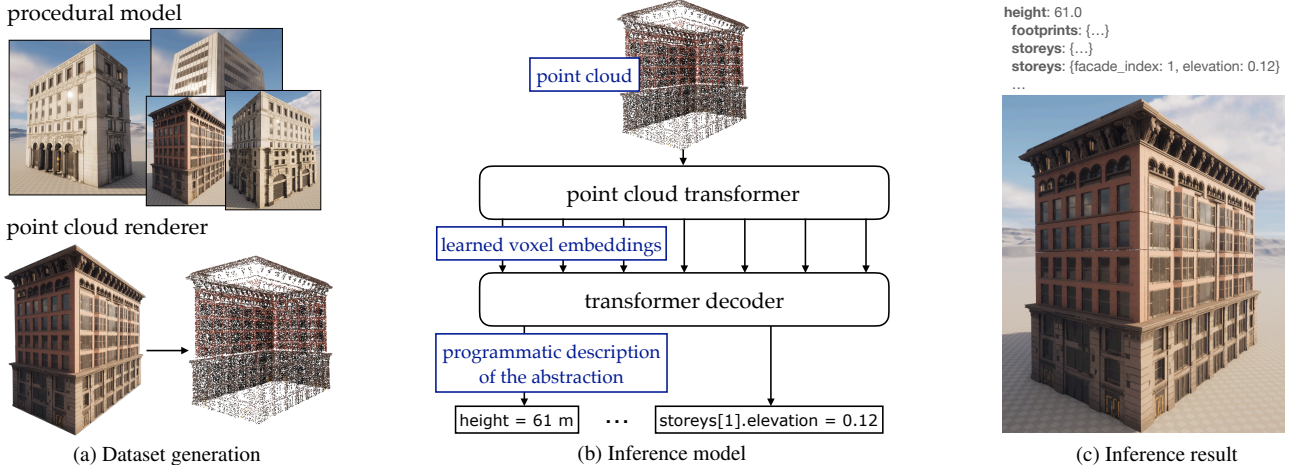 procedural model
point cloud renderer
(a) Dataset generation
point cloud
point cloud transformer
learned voxel embeddings
transformer decoder
programmatic description
of the abstraction
height = 61 m
...
storeys[1].elevation = 0.12
(b) Inference model
height: 61.0
footprints: {…}
storeys: {…}
storeys: {facade_index: 1, elevation: 0.12}
…
(c) Inference result